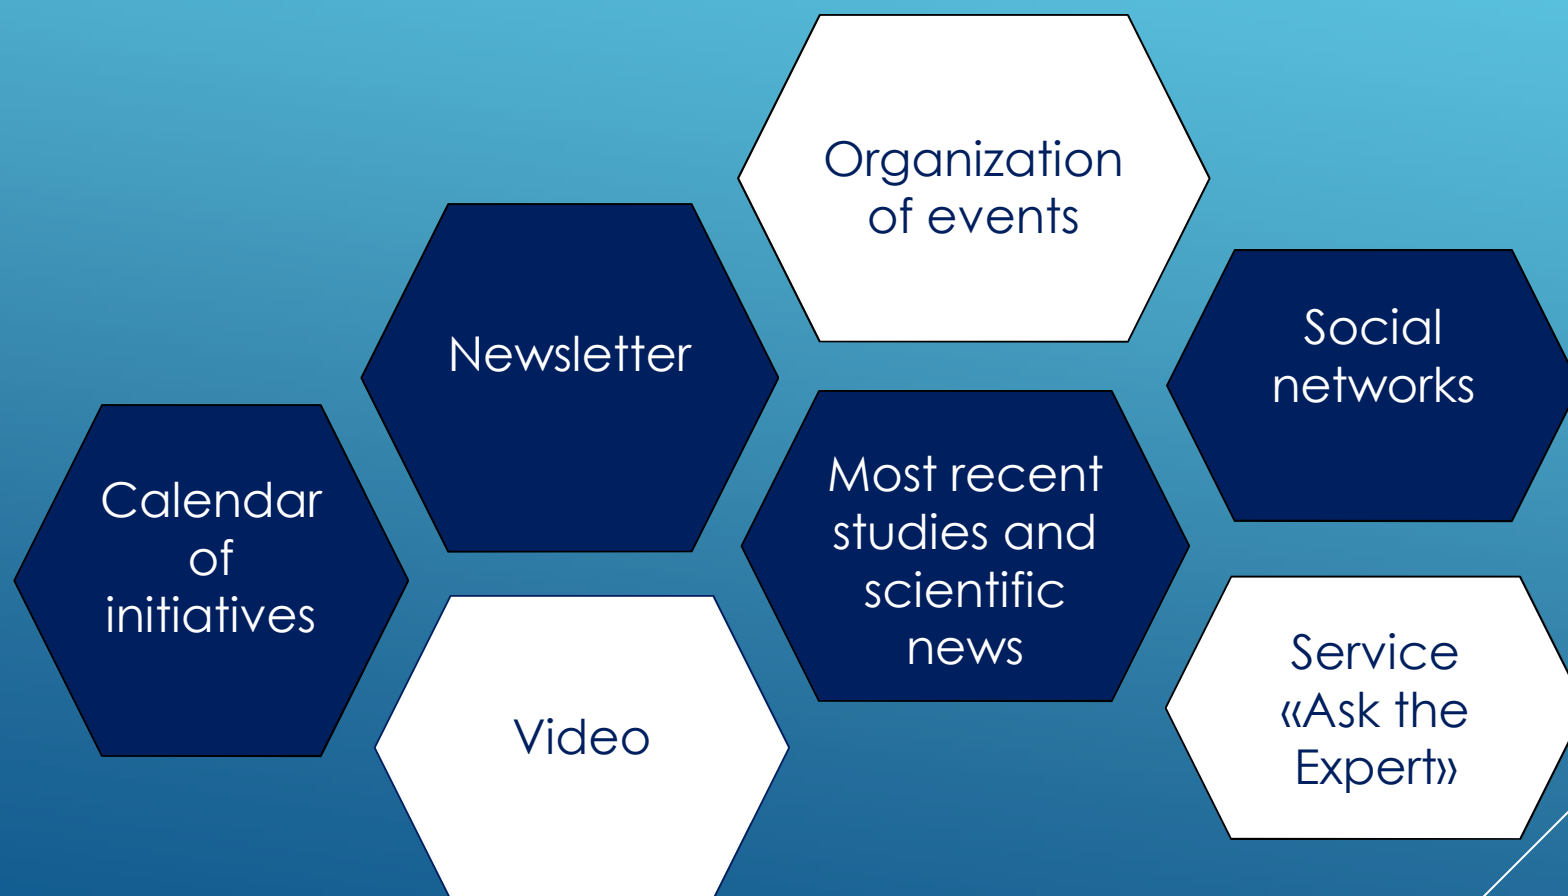 Organization
of events
Newsletter
Social
networks
Calendar
of
initiatives
Most recent
studies and
scientific
news
Video
Service
«Ask the
Expert»